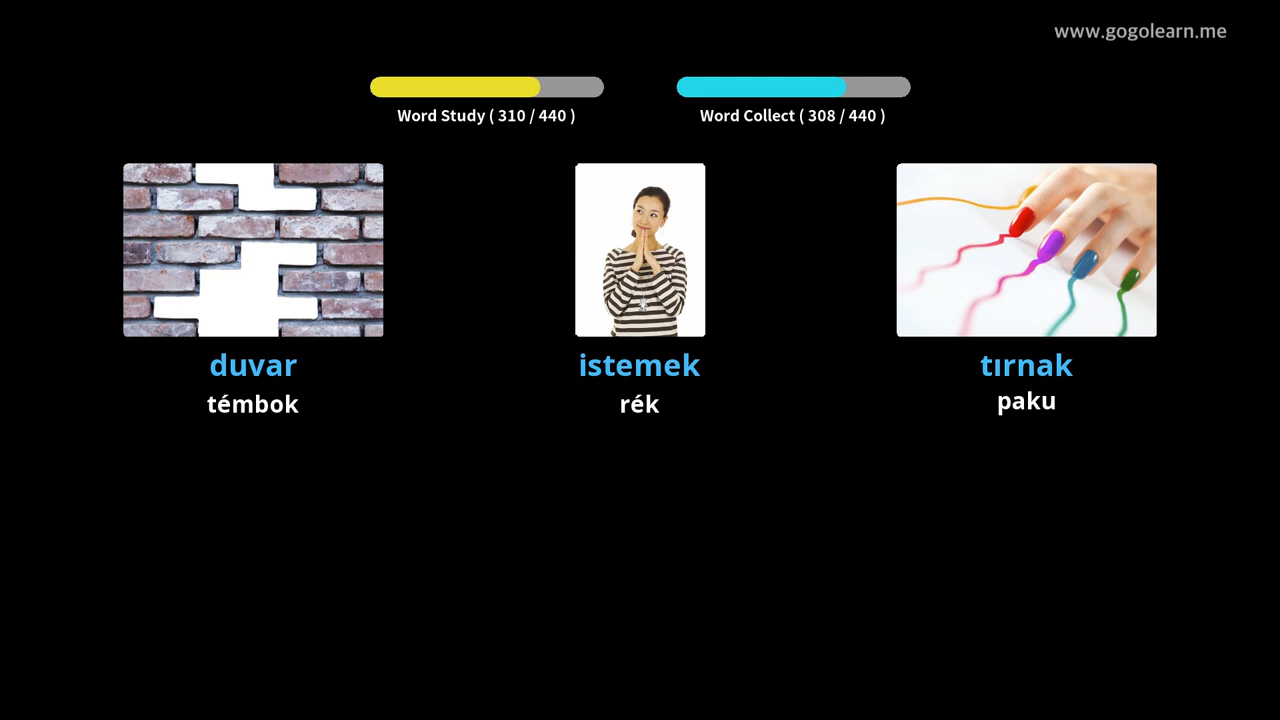 www.gogolearn.me
Word Study ( 310 / 440 )
Word Collect ( 308 / 440 )
duvar
témbok
istemek
rék
tırnak
paku